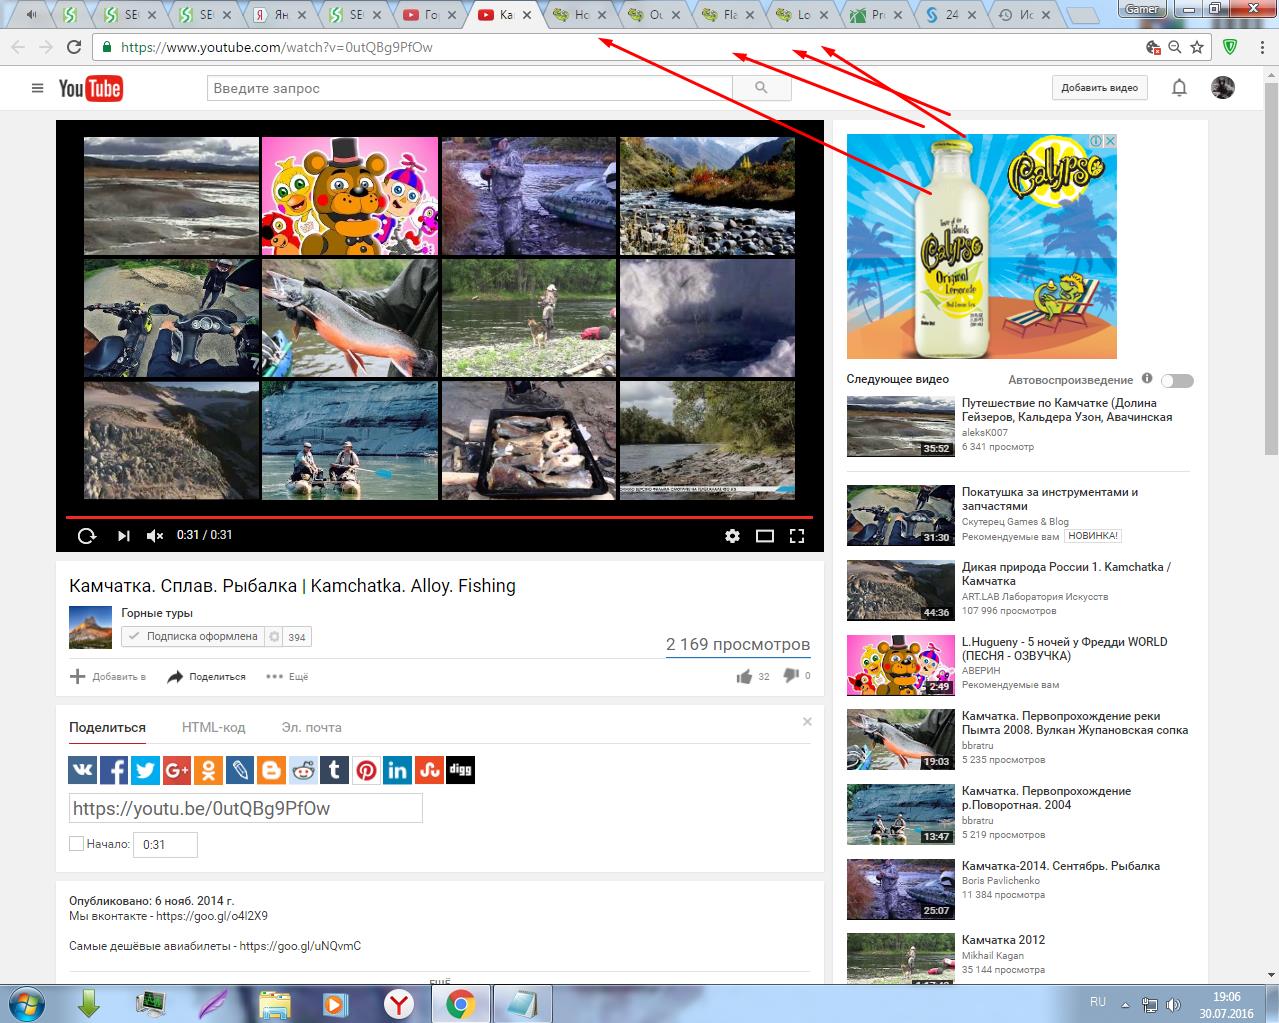 SE
SE
Ян
SE
Го
Ка
Но
Ou
Fla
Lo
Pr
24
Ис
Gamer
https://www.youtube.com/watch?v=0utQBg9PfOw
YouTube
Введите запрос
Добавить видео
Taste of the Islands
Calypso
Calypso
Original
Lemonade
0:31 / 0:31
Камчатка. Сплав. Рыбалка | Kamchatka. Alloy. Fishing
Горные туры
Подписка оформлена
394
2 169 просмотров
Добавить в
Поделиться
Ещё
32
0
Поделиться
HTML-код
Эл. почта
digg
https://youtu.be/0utQBg9PfOw
Начало:
0:31
Опубликовано: 6 нояб. 2014 г.
Мы вконтакте - https://goo.gl/o4l2X9
Самые дешёвые авиабилеты - https://goo.gl/uNQvmC
ЕЩЁ
Следующее видео
Автовоспроизведение
Путешествие по Камчатке (Долина
Гейзеров, Кальдера Узон, Авачинская
aleksK007
6 341 просмотр
35:52
Покатушка за инструментами и
запчастями
Скутерец Games & Blog
Рекомендуемые вам
НОВИНКА!
31:30
Дикая природа России 1. Kamchatka /
Камчатка
ART.LAB Лаборатория Искусств
107 996 просмотров
44:36
L.Hugueny - 5 ночей у Фредди WORLD
(ПЕСНЯ - ОЗВУЧКА)
АВЕРИН
Рекомендуемые вам
2:49
Камчатка. Первопрохождение реки
Пымта 2008. Вулкан Жупановская сопка
bbratru
5 235 просмотров
19:03
Камчатка. Первопрохождение
р.Поворотная. 2004
bbratru
5 219 просмотров
13:47
Камчатка-2014. Сентябрь. Рыбалка
Boris Pavlichenko
11 384 просмотра
25:07
Камчатка 2012
Mikhail Kagan
35 144 просмотра
RU
19:06
30.07.2016